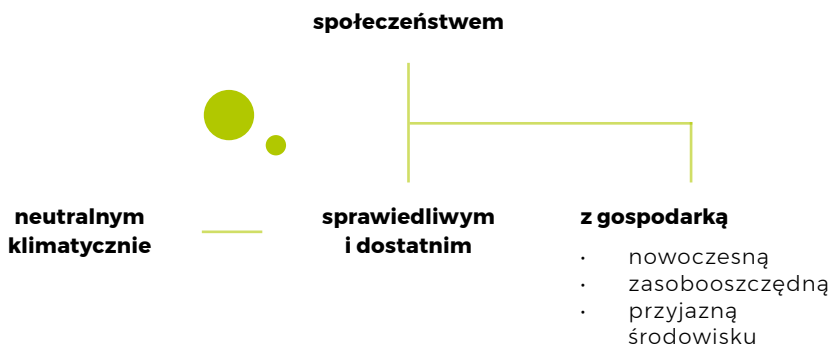 społeczeństwem
neutralnym
klimatycznie
sprawiedliwym
i dostatnim
z gospodarką
• nowoczesną
• zasobooszczędną
• przyjazną
środowisku